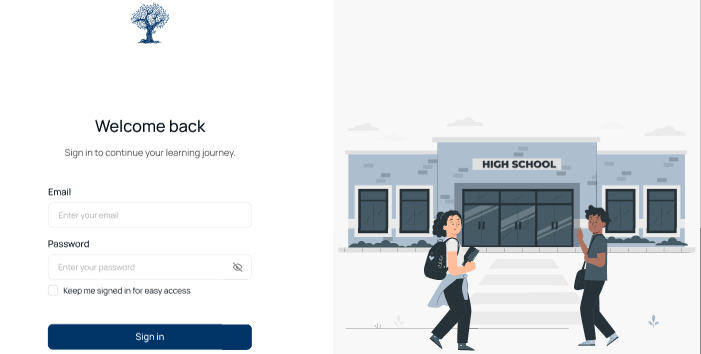 Welcome back
Sign in to continue your learning journey.
Email
Enter your email
Password
Enter your password
Keep me signed in for easy access
Sign in
HIGH SCHOOL